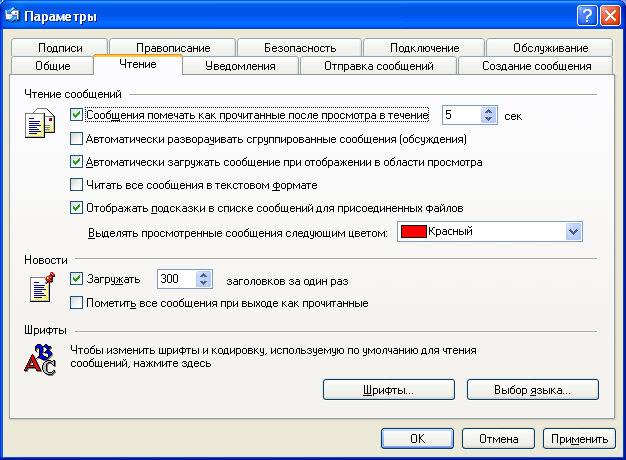 Параметры
Подписи
Правописание
Безопасность
Подключение
Обслуживание
Общие
Чтение
Уведомления
Отправка сообщений
Создание сообщения
Чтение сообщений
Сообщения помечать как прочитанные после просмотра в течение 5 сек
Автоматически разворачивать сгруппированные сообщения (обсуждения)
Автоматически загружать сообщение при отображении в области просмотра
Читать все сообщения в текстовом формате
Отображать подсказки в списке сообщений для присоединенных файлов
Выделять просмотренные сообщения следующим цветом: Красный
Новости
Загружать 300 заголовков за один раз
Пометить все сообщения при выходе как прочитанные
Шрифты
Чтобы изменить шрифты и кодировку, используемую по умолчанию для чтения
сообщений, нажмите здесь
Шрифты...
Выбор языка...
OK
Отмена
Применить